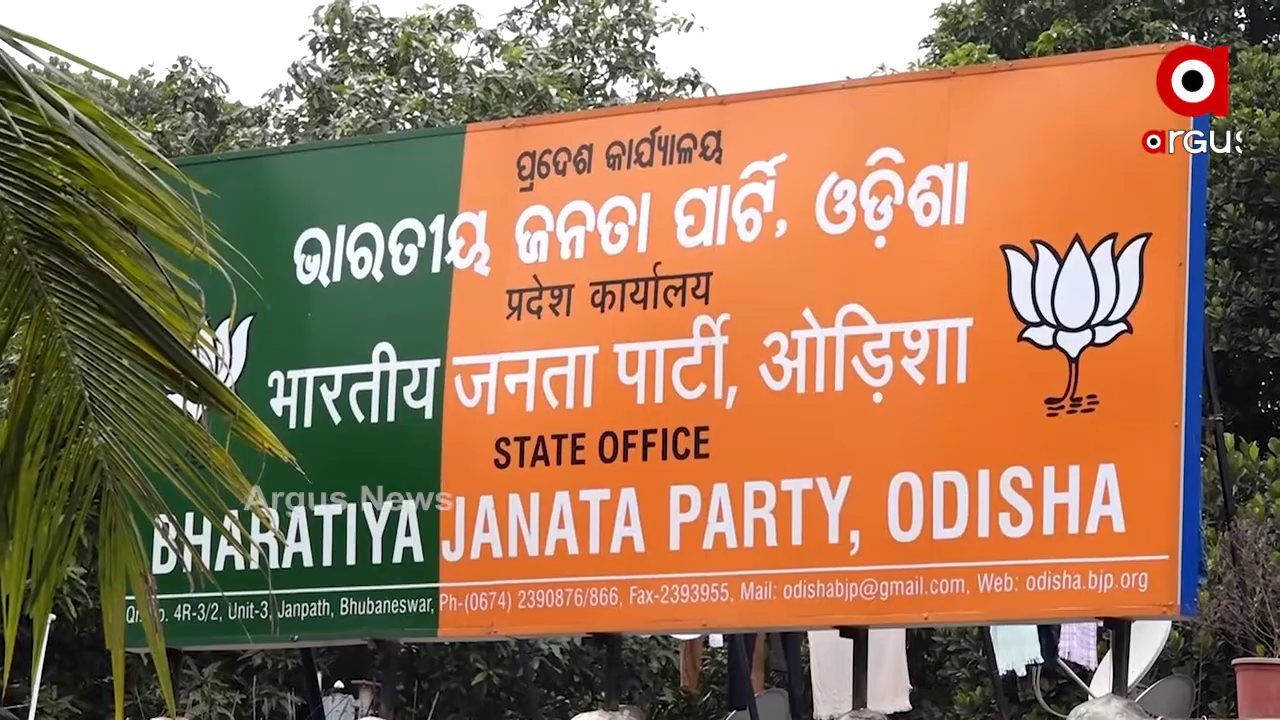 argus
ପ୍ରଦେଶ କାର୍ଯ୍ୟାଳୟ
ଭାରତୀୟ ଜନତା ପାର୍ଟି, ଓଡ଼ିଶା
प्रदेश कार्यालय
भारतीय जनता पार्टी, ओड़िशा
STATE OFFICE
Argus News
BHARATIYA JANATA PARTY, ODISHA
4R-3/2, Unit-3, Janpath, Bhubaneswar, Ph-(0674) 2390876/866, Fax-2393955, Mail: odishabjp@gmail.com, Web: odisha.bjp.org